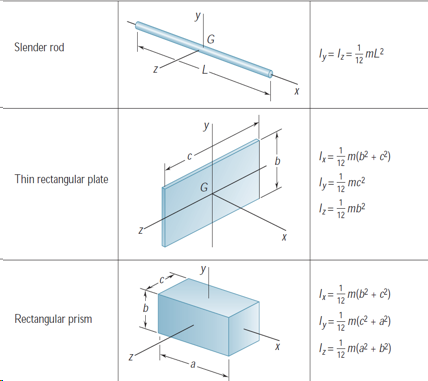 Slender rod
y
G
z
L
x
I_y = I_z = 1/12 mL²
Thin rectangular plate
y
c
b
G
z
x
I_x = 1/12 m(b² + c²)
I_y = 1/12 mc²
I_z = 1/12 mb²
Rectangular prism
y
c
b
z
a
x
I_x = 1/12 m(b² + c²)
I_y = 1/12 m(c² + a²)
I_z = 1/12 m(a² + b²)